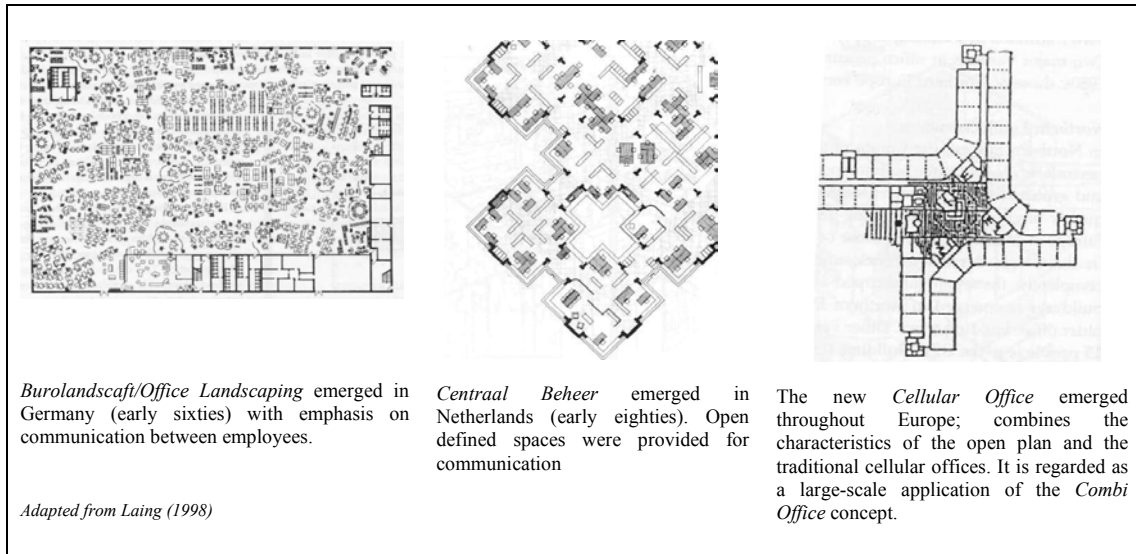 Burolandscaft/Office Landscaping emerged in
Germany (early sixties) with emphasis on
communication between employees.
Adapted from Laing (1998)
Centraal Beheer emerged in
Netherlands (early eighties). Open
defined spaces were provided for
communication
The new Cellular Office emerged
throughout Europe; combines the
characteristics of the open plan and the
traditional cellular offices. It is regarded as
a large-scale application of the Combi
Office concept.